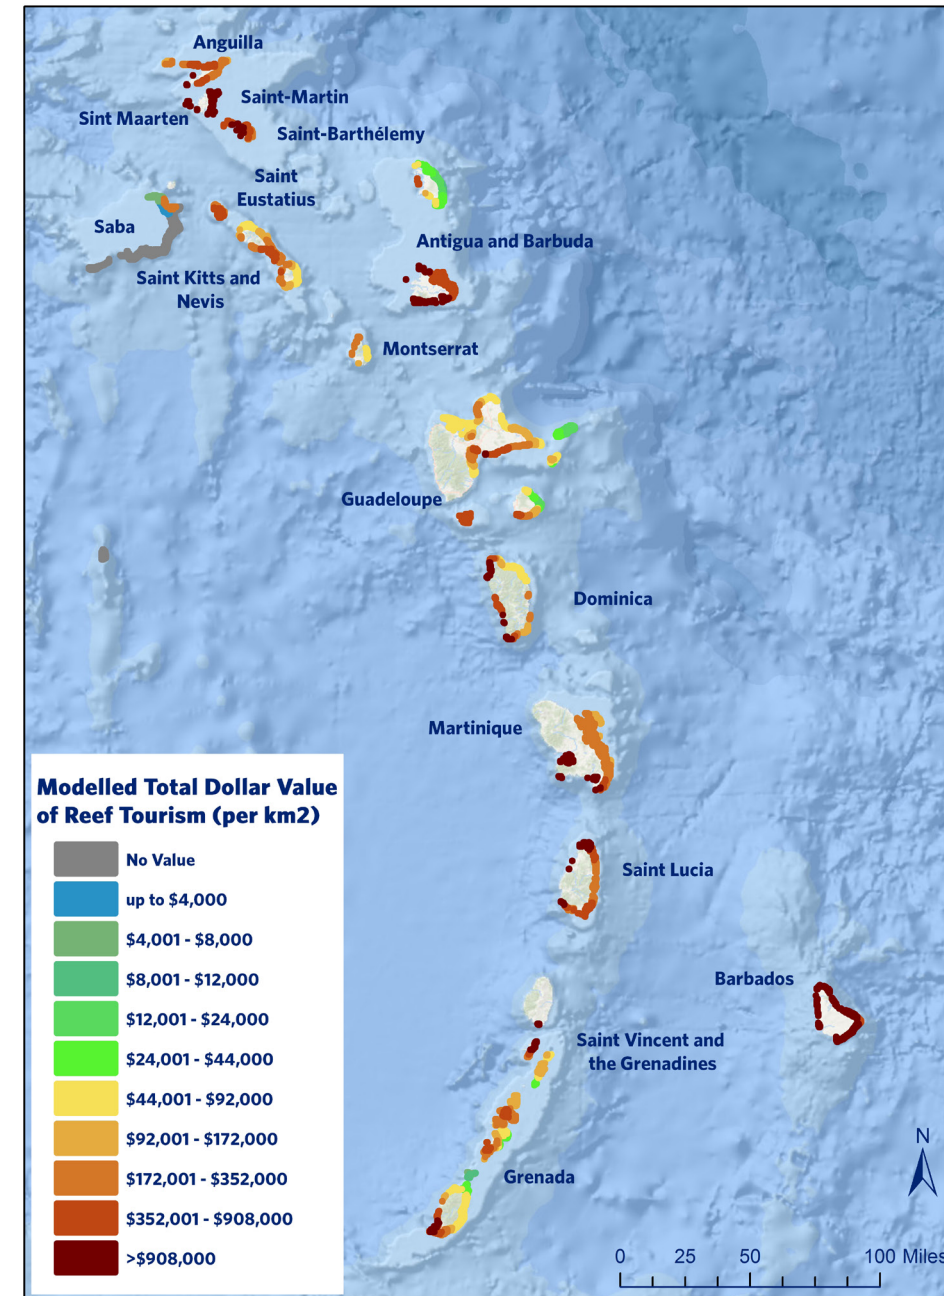 Anguilla
Saint-Martin
Sint Maarten
Saint-Barthélemy
Saint
Eustatius
Saba
Antigua and Barbuda
Saint Kitts and
Nevis
Montserrat
Guadeloupe
Dominica
Martinique
Saint Lucia
Barbados
Saint Vincent and
the Grenadines
Grenada
Modelled Total Dollar Value
of Reef Tourism (per km2)
No Value
up to $4,000
$4,001 - $8,000
$8,001 - $12,000
$12,001 - $24,000
$24,001 - $44,000
$44,001 - $92,000
$92,001 - $172,000
$172,001 - $352,000
$352,001 - $908,000
>$908,000
N
0 25 50 100 Miles